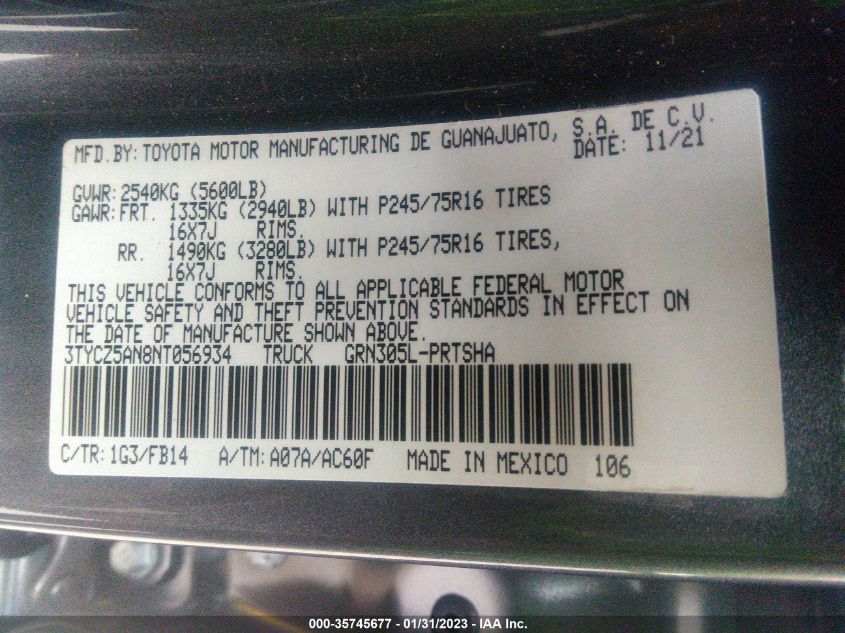 MFD.BY: TOYOTA MOTOR MANUFACTURING DE GUANAJUATO, S.A. DE C.V.
DATE: 11/21
GVWR: 2540KG (5600LB)
GAWR: FRT. 1335KG (2940LB) WITH P245/75R16 TIRES
16X7J RIMS.
RR. 1490KG (3280LB) WITH P245/75R16 TIRES,
16X7J RIMS.
THIS VEHICLE CONFORMS TO ALL APPLICABLE FEDERAL MOTOR
VEHICLE SAFETY AND THEFT PREVENTION STANDARDS IN EFFECT ON
THE DATE OF MANUFACTURE SHOWN ABOVE.
3TYCZ5AN8NT056934 TRUCK GRN305L-PRTSHA
C/TR: 1G3/FB14 A/TM: A07A/AC60F MADE IN MEXICO 106
000-35745677 - 01/31/2023 - IAA Inc.